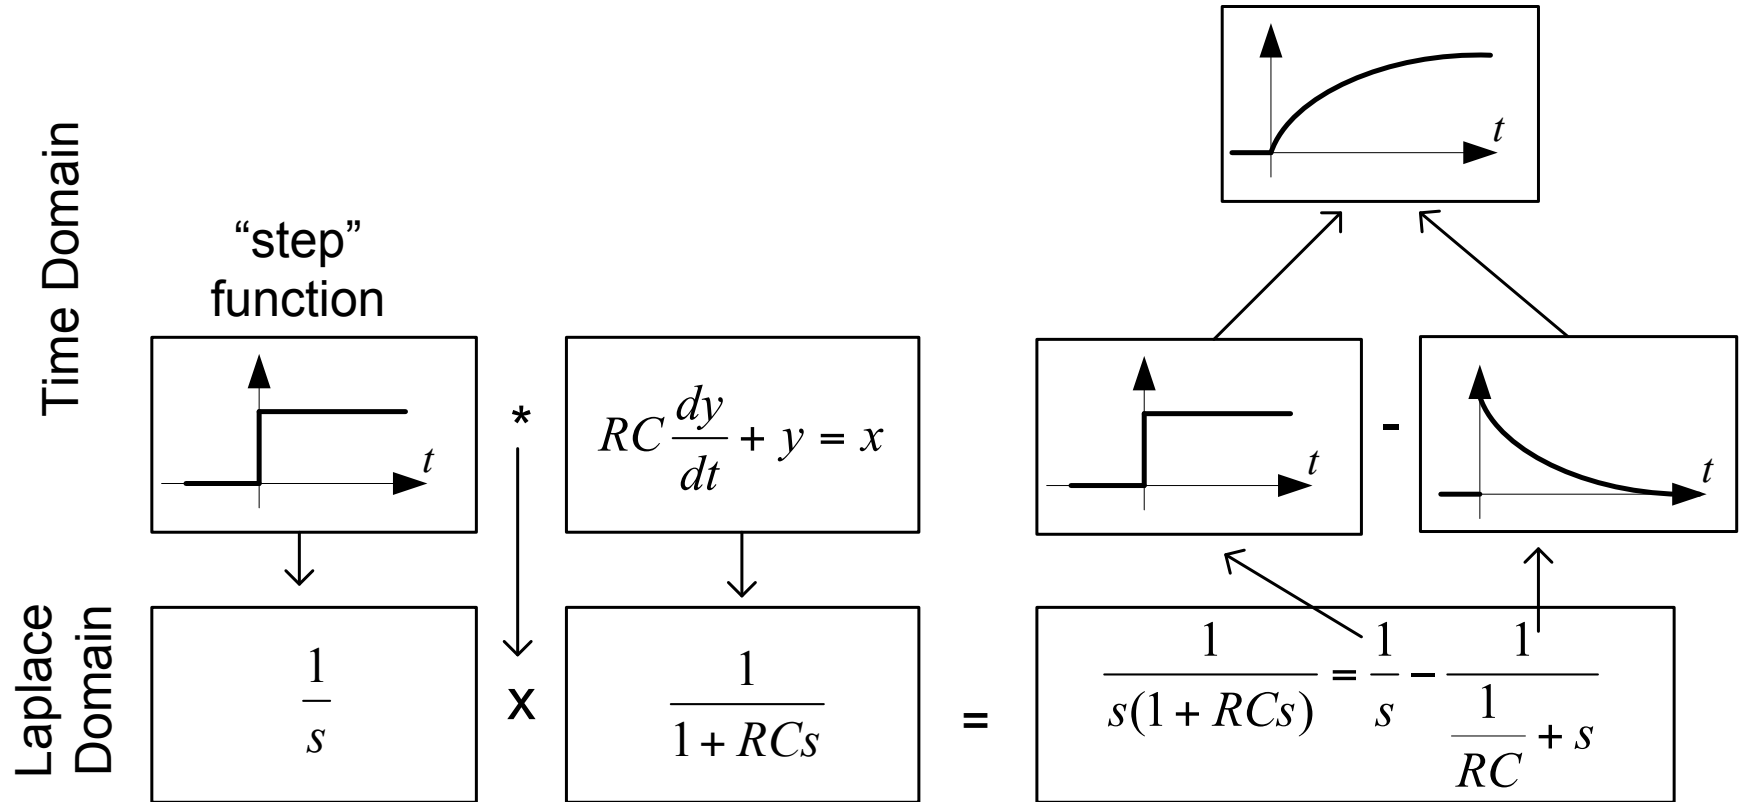 Time Domain
“step”
function
t
*
RC dy/dt + y = x
t
t
-
t
Laplace
Domain
1/s
x
1/(1 + RCs)
=
1/(s(1 + RCs)) = 1/s − 1/(1/RC + s)